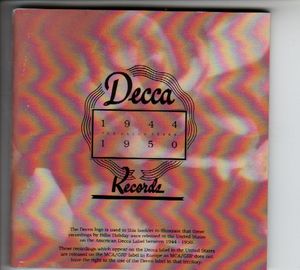 Decca
1944
1950
Records
The Decca logo is used in this booklet to illustrate that these
recordings by Billie Holiday were released in the United States
on the American Decca Label between 1944 - 1950.
These recordings which appear on the Decca label in the United States
are released on the MCA/GRP label in Europe as MCA/GRP does not
have the right to the use of the Decca label in that territory.